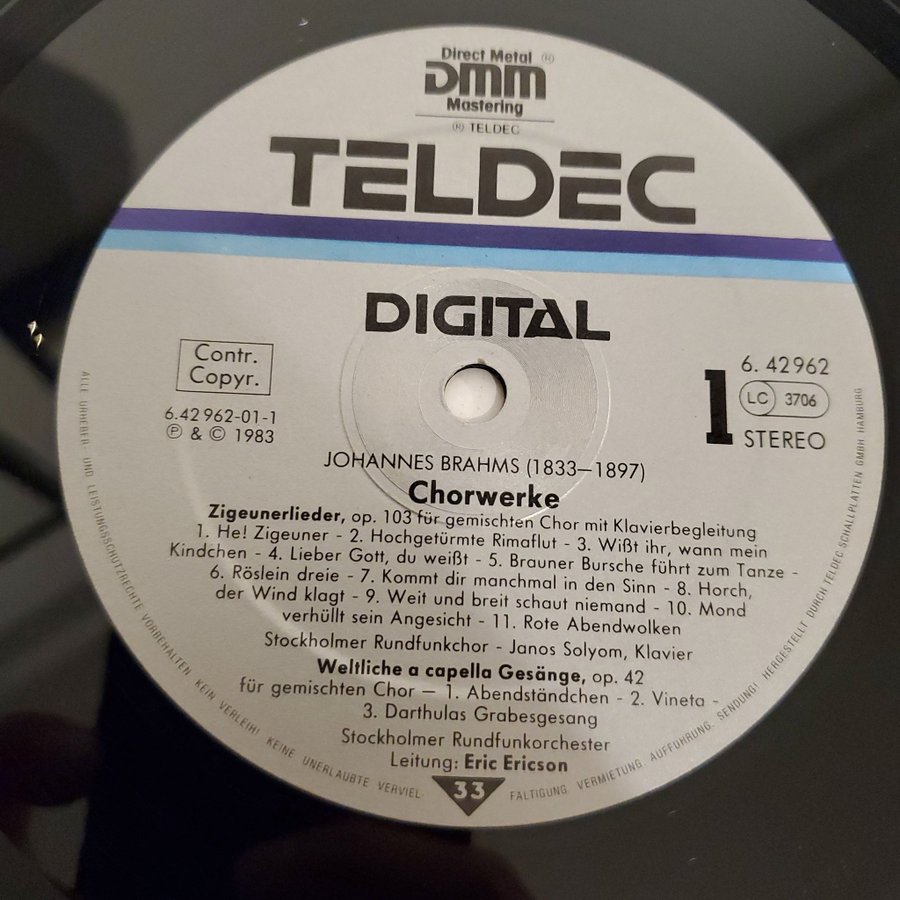 Direct Metal ®
DMM
Mastering
® TELDEC
TELDEC
DIGITAL
Contr.
Copyr.
6.42962-01-1
Ⓟ & © 1983
1
6. 42962
LC 3706
STEREO
JOHANNES BRAHMS (1833—1897)
Chorwerke
Zigeunerlieder, op. 103 für gemischten Chor mit Klavierbegleitung
1. He! Zigeuner - 2. Hochgetürmte Rimaflut - 3. Wißt ihr, wann mein
Kindchen - 4. Lieber Gott, du weißt - 5. Brauner Bursche führt zum Tanze -
6. Röslein dreie - 7. Kommt dir manchmal in den Sinn - 8. Horch,
der Wind klagt - 9. Weit und breit schaut niemand - 10. Mond
verhüllt sein Angesicht - 11. Rote Abendwolken
Stockholmer Rundfunkchor - Janos Solyom, Klavier
Weltliche a capella Gesänge, op. 42
für gemischten Chor — 1. Abendständchen - 2. Vineta -
3. Darthulas Grabesgesang
Stockholmer Rundfunkorchester
Leitung: Eric Ericson
33
ALLE URHEBER- UND LEISTUNGSSCHUTZRECHTE VORBEHALTEN KEIN VERLEIH! KEINE UNERLAUBTE VERVIEL-
FÄLTIGUNG, VERMIETUNG, AUFFÜHRUNG, SENDUNG! HERGESTELLT DURCH TELDEC SCHALLPLATTEN GMBH HAMBURG